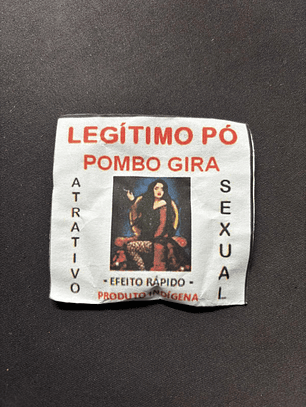 LEGÍTIMO PÓ
POMBO GIRA
ATRATIVO
SEXUAL
- EFEITO RÁPIDO -
PRODUTO INDÍGENA